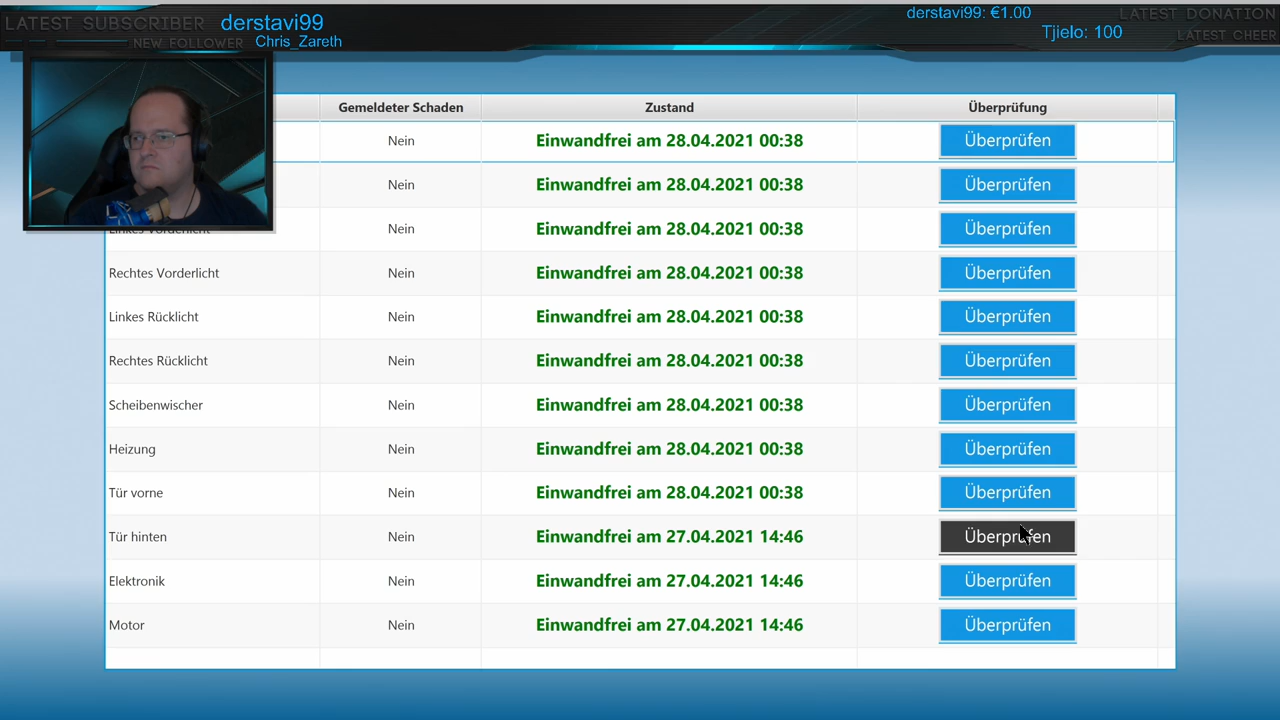 LATEST SUBSCRIBER derstavi99
NEW FOLLOWER Chris_Zareth
derstavi99: €1.00 LATEST DONATION
Tjielo: 100 LATEST CHEER
Gemeldeter Schaden Zustand Überprüfung
Nein Einwandfrei am 28.04.2021 00:38 Überprüfen
Nein Einwandfrei am 28.04.2021 00:38 Überprüfen
Linkes Vorderlicht Nein Einwandfrei am 28.04.2021 00:38 Überprüfen
Rechtes Vorderlicht Nein Einwandfrei am 28.04.2021 00:38 Überprüfen
Linkes Rücklicht Nein Einwandfrei am 28.04.2021 00:38 Überprüfen
Rechtes Rücklicht Nein Einwandfrei am 28.04.2021 00:38 Überprüfen
Scheibenwischer Nein Einwandfrei am 28.04.2021 00:38 Überprüfen
Heizung Nein Einwandfrei am 28.04.2021 00:38 Überprüfen
Tür vorne Nein Einwandfrei am 28.04.2021 00:38 Überprüfen
Tür hinten Nein Einwandfrei am 27.04.2021 14:46 Überprüfen
Elektronik Nein Einwandfrei am 27.04.2021 14:46 Überprüfen
Motor Nein Einwandfrei am 27.04.2021 14:46 Überprüfen